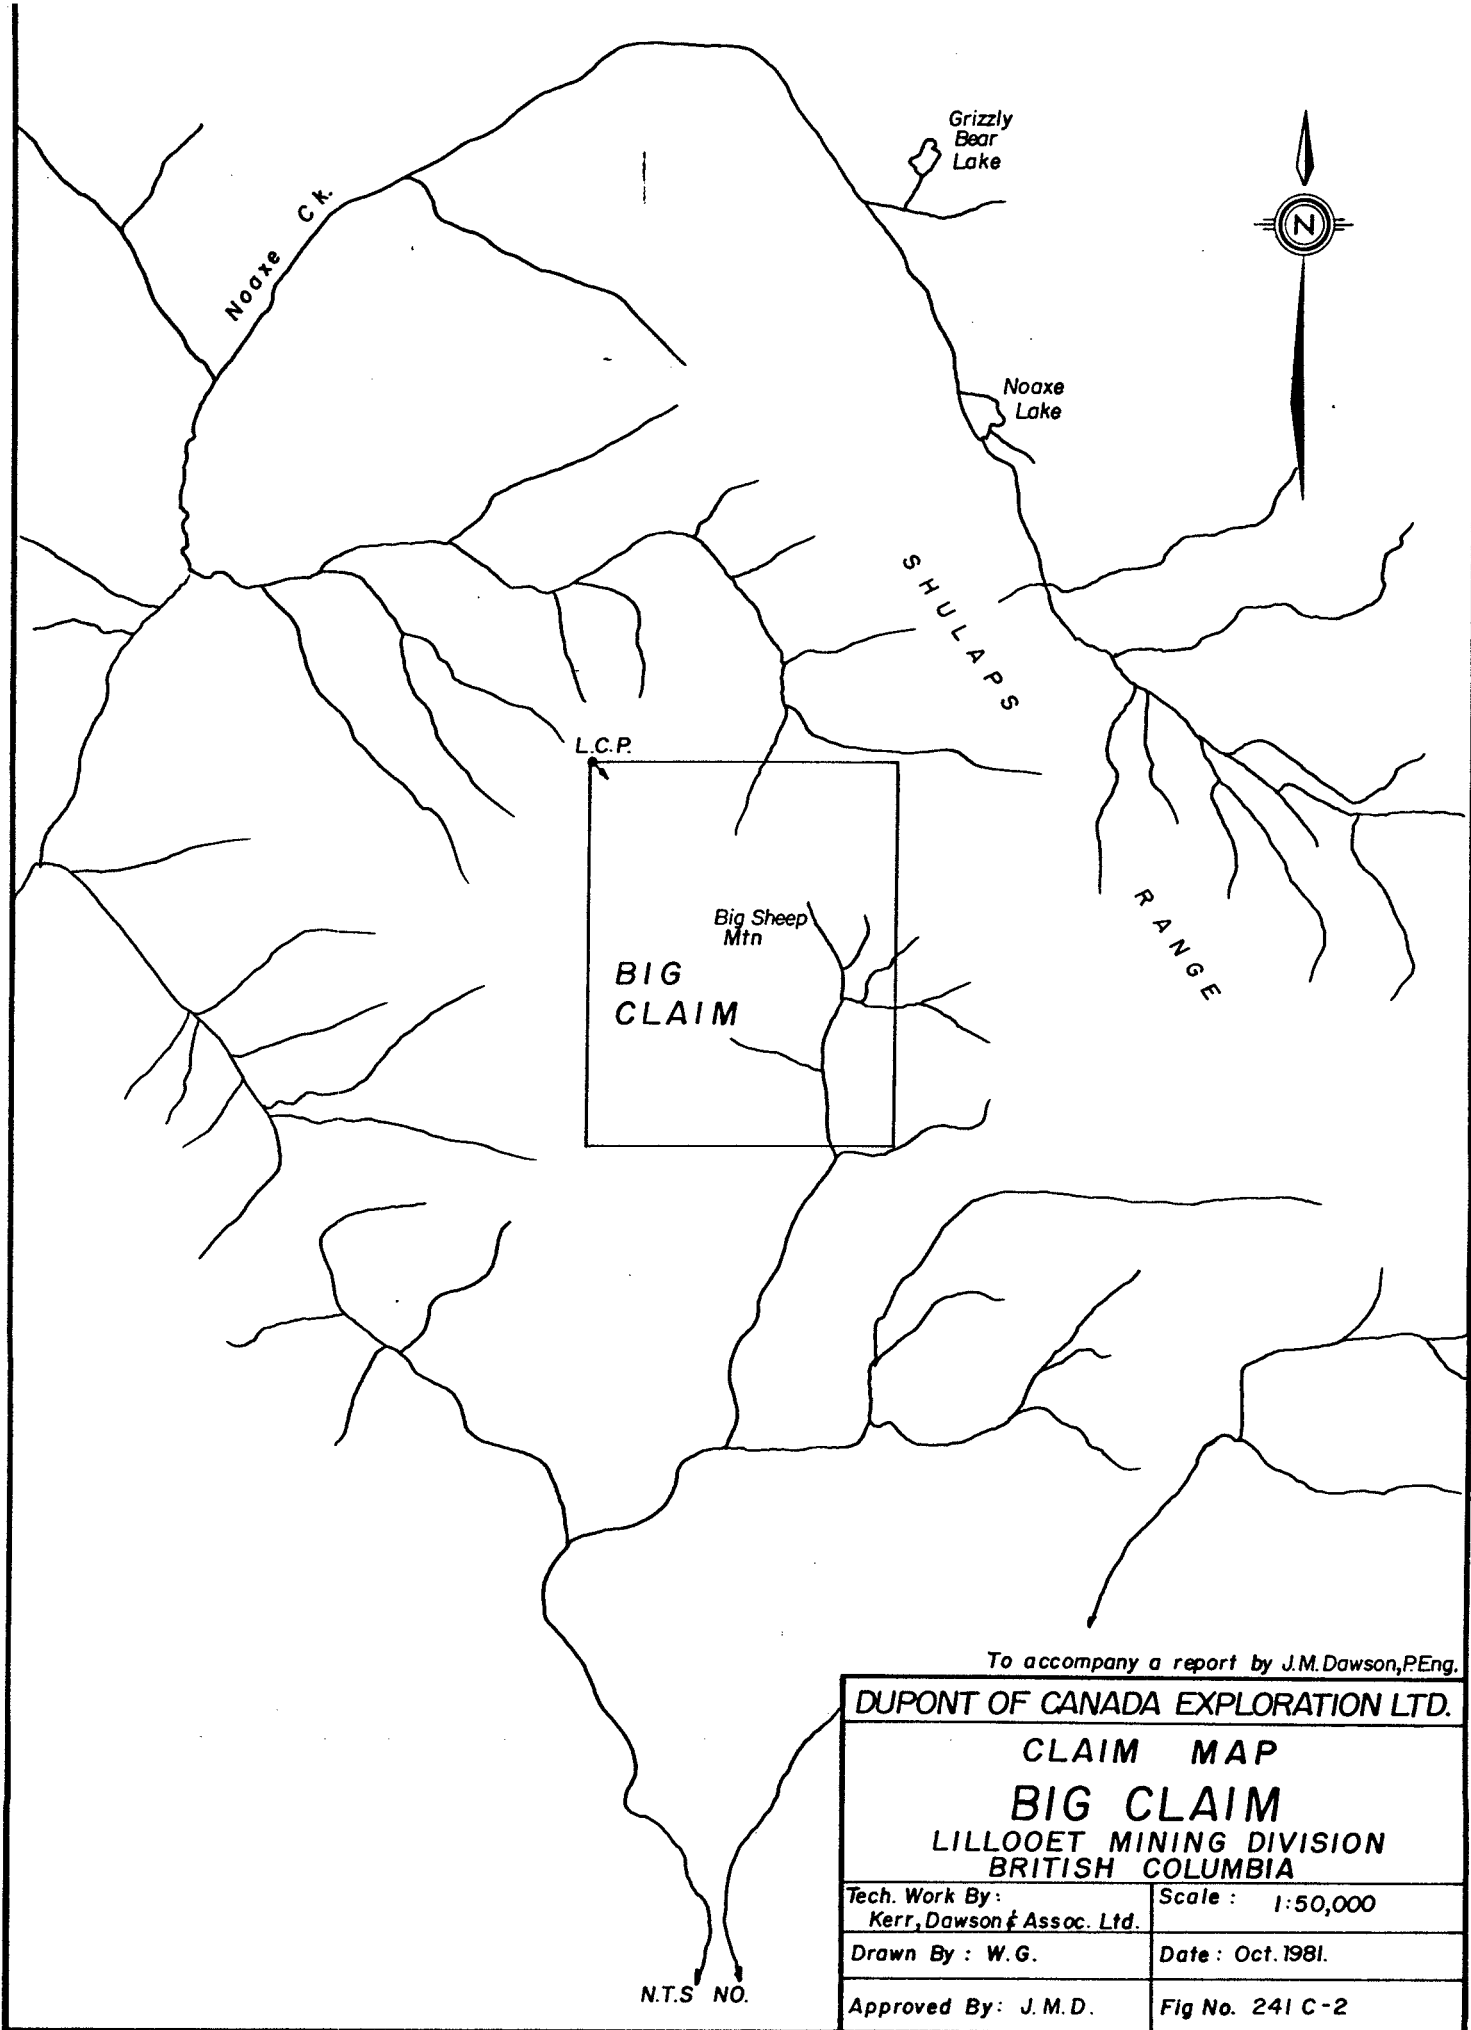 Grizzly
Bear
Lake
Noaxe Ck.
N
Noaxe
Lake
SHULAPS
RANGE
L.C.P.
Big Sheep
Mtn
BIG
CLAIM
To accompany a report by J.M. Dawson, P.Eng.
DUPONT OF CANADA EXPLORATION LTD.
CLAIM MAP
BIG CLAIM
LILLOOET MINING DIVISION
BRITISH COLUMBIA
Tech. Work By:
Kerr, Dawson & Assoc. Ltd.
Scale: 1:50,000
Drawn By: W.G.
Date: Oct. 1981.
Approved By: J.M.D.
Fig No. 241 C-2
N.T.S NO.